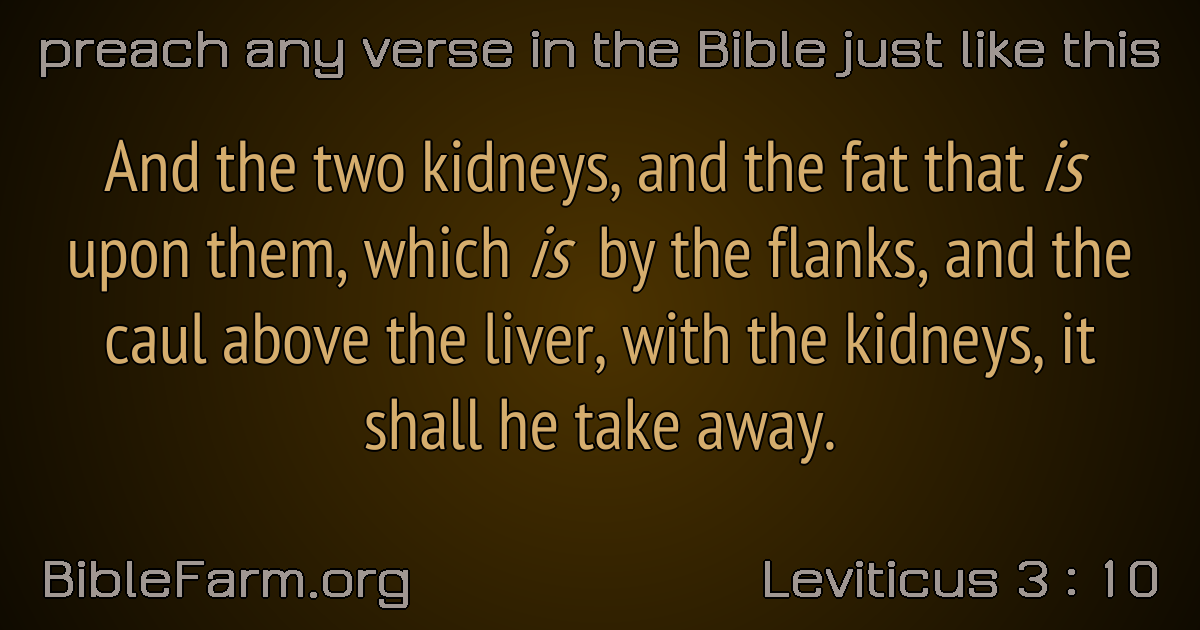 preach any verse in the Bible just like this
And the two kidneys, and the fat that is
upon them, which is by the flanks, and the
caul above the liver, with the kidneys, it
shall he take away.
BibleFarm.org
Leviticus 3 : 10